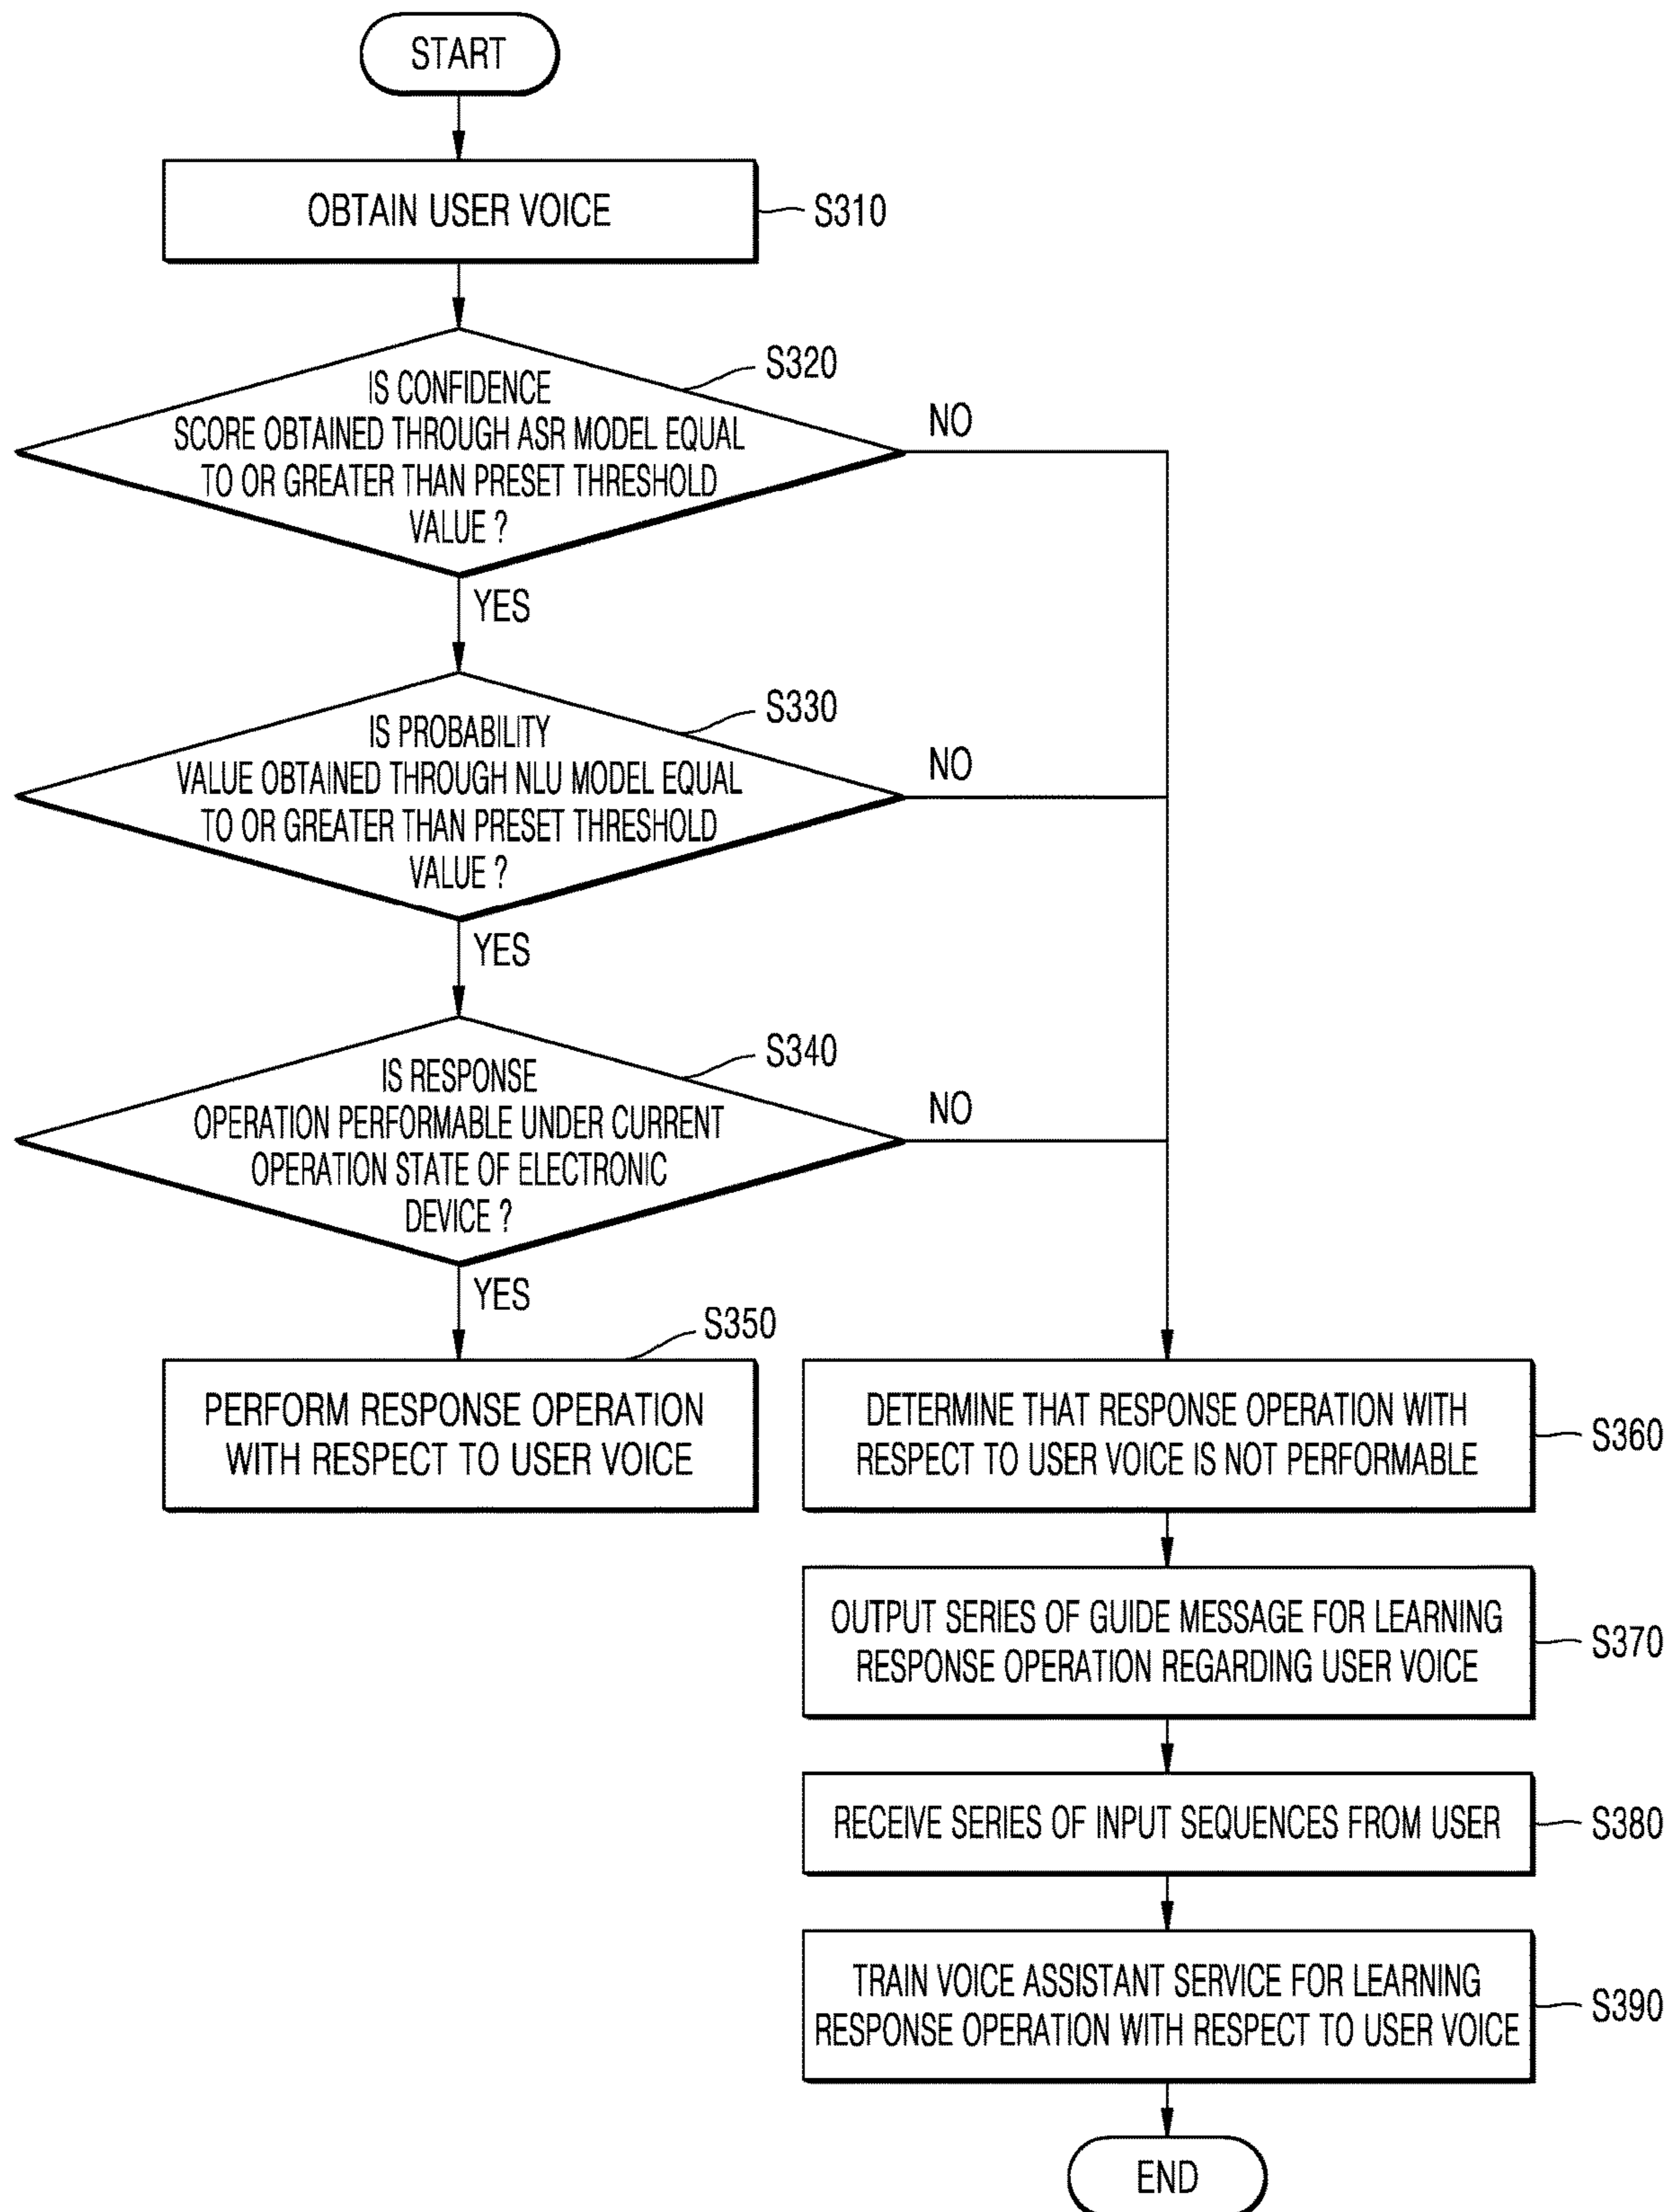 START
OBTAIN USER VOICE
S310
S320
IS CONFIDENCE
SCORE OBTAINED THROUGH ASR MODEL EQUAL
TO OR GREATER THAN PRESET THRESHOLD
VALUE ?
NO
YES
S330
IS PROBABILITY
VALUE OBTAINED THROUGH NLU MODEL EQUAL
TO OR GREATER THAN PRESET THRESHOLD
VALUE ?
NO
YES
S340
IS RESPONSE
OPERATION PERFORMABLE UNDER CURRENT
OPERATION STATE OF ELECTRONIC
DEVICE ?
NO
YES
S350
PERFORM RESPONSE OPERATION
WITH RESPECT TO USER VOICE
DETERMINE THAT RESPONSE OPERATION WITH
RESPECT TO USER VOICE IS NOT PERFORMABLE
S360
OUTPUT SERIES OF GUIDE MESSAGE FOR LEARNING
RESPONSE OPERATION REGARDING USER VOICE
S370
RECEIVE SERIES OF INPUT SEQUENCES FROM USER
S380
TRAIN VOICE ASSISTANT SERVICE FOR LEARNING
RESPONSE OPERATION WITH RESPECT TO USER VOICE
S390
END